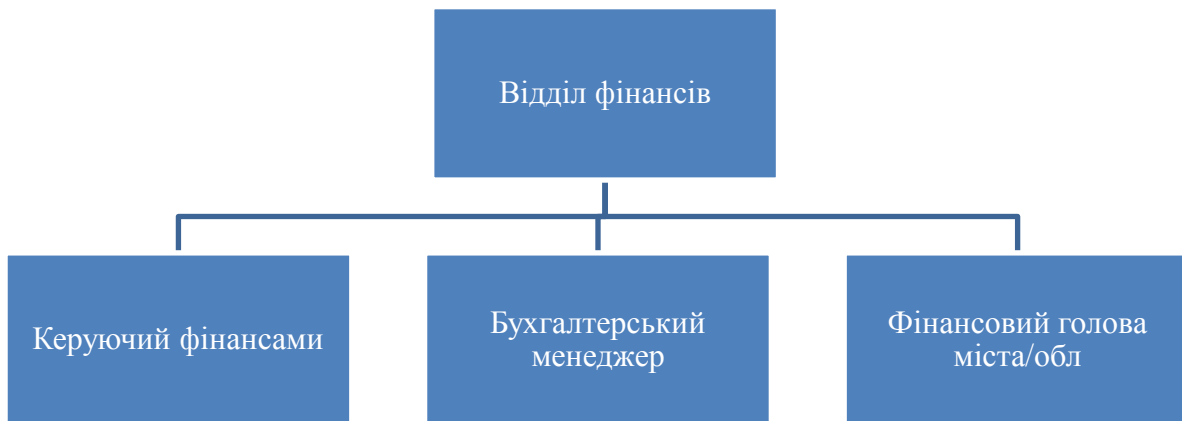 Відділ фінансів
Керуючий фінансами
Бухгалтерський
менеджер
Фінансовий голова
міста/обл